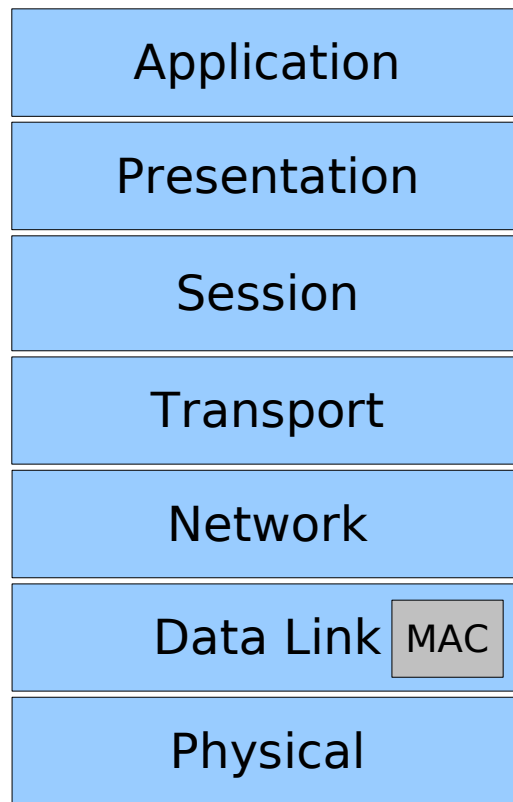 Application
Presentation
Session
Transport
Network
Data Link MAC
Physical